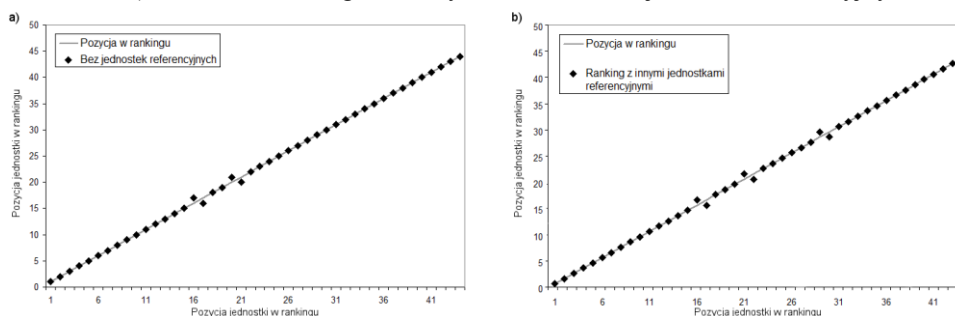 a)
50
45
40
35
30
25
20
15
10
5
0
Pozycja jednostki w rankingu
Pozycja w rankingu
Bez jednostek referencyjnych
1 6 11 16 21 26 31 36 41
Pozycja jednostki w rankingu
b)
50
45
40
35
30
25
20
15
10
5
0
Pozycja jednostki w rankingu
Pozycja w rankingu
Ranking z innymi jednostkami
referencyjnymi
1 6 11 16 21 26 31 36 41
Pozycja jednostki w rankingu